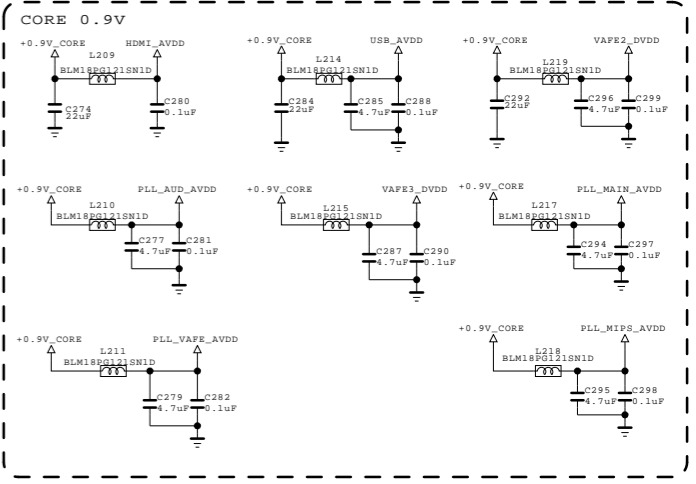 CORE 0.9V
+0.9V_CORE
HDMI_AVDD
L209
BLM18PG121SN1D
C274
22uF
C280
0.1uF
+0.9V_CORE
USB_AVDD
L214
BLM18PG121SN1D
C284
22uF
C285
4.7uF
C288
0.1uF
+0.9V_CORE
VAFE2_DVDD
L219
BLM18PG121SN1D
C292
22uF
C296
4.7uF
C299
0.1uF
+0.9V_CORE
PLL_AUD_AVDD
L210
BLM18PG121SN1D
C277
4.7uF
C281
0.1uF
+0.9V_CORE
VAFE3_DVDD
L215
BLM18PG121SN1D
C287
4.7uF
C290
0.1uF
+0.9V_CORE
PLL_MAIN_AVDD
L217
BLM18PG121SN1D
C294
4.7uF
C297
0.1uF
+0.9V_CORE
PLL_VAFE_AVDD
L211
BLM18PG121SN1D
C279
4.7uF
C282
0.1uF
+0.9V_CORE
PLL_MIPS_AVDD
L218
BLM18PG121SN1D
C295
4.7uF
C298
0.1uF